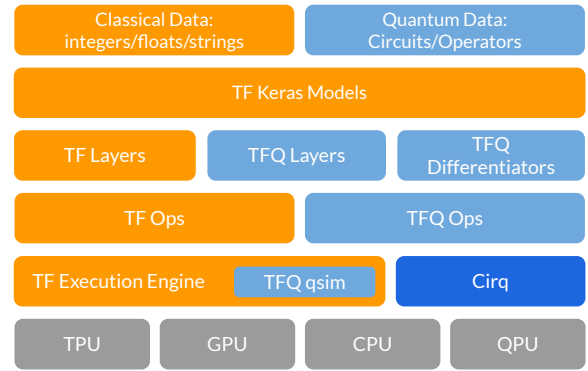 Classical Data:
integers/floats/strings
Quantum Data:
Circuits/Operators
TF Keras Models
TF Layers
TFQ Layers
TFQ
Differentiators
TF Ops
TFQ Ops
TF Execution Engine
TFQ qsim
Cirq
TPU
GPU
CPU
QPU